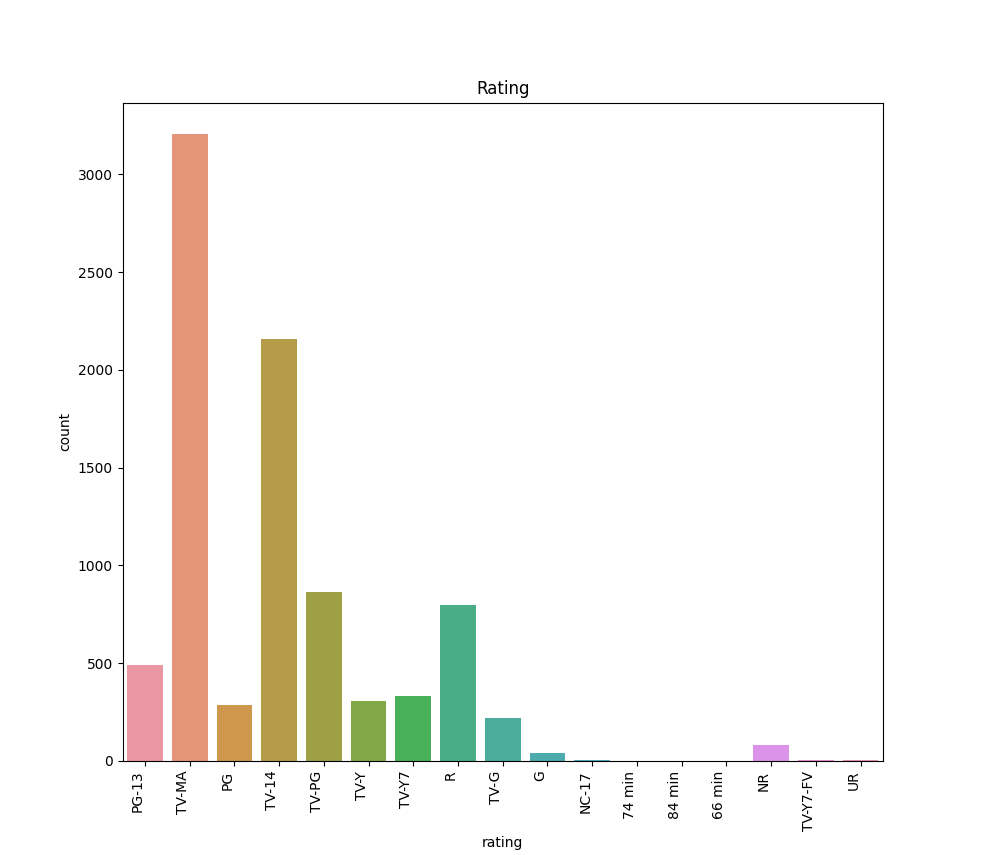 Rating
3000
2500
2000
1500
1000
500
0
count
PG-13
TV-MA
PG
TV-14
TV-PG
TV-Y
TV-Y7
R
TV-G
G
NC-17
74 min
84 min
66 min
NR
TV-Y7-FV
UR
rating